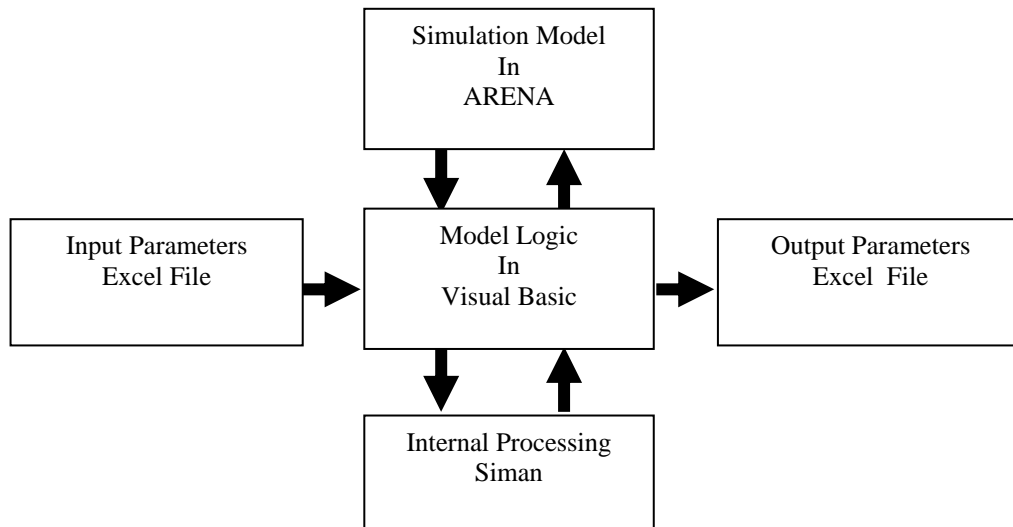 Simulation Model
In
ARENA
Input Parameters
Excel File
Model Logic
In
Visual Basic
Output Parameters
Excel  File
Internal Processing
Siman